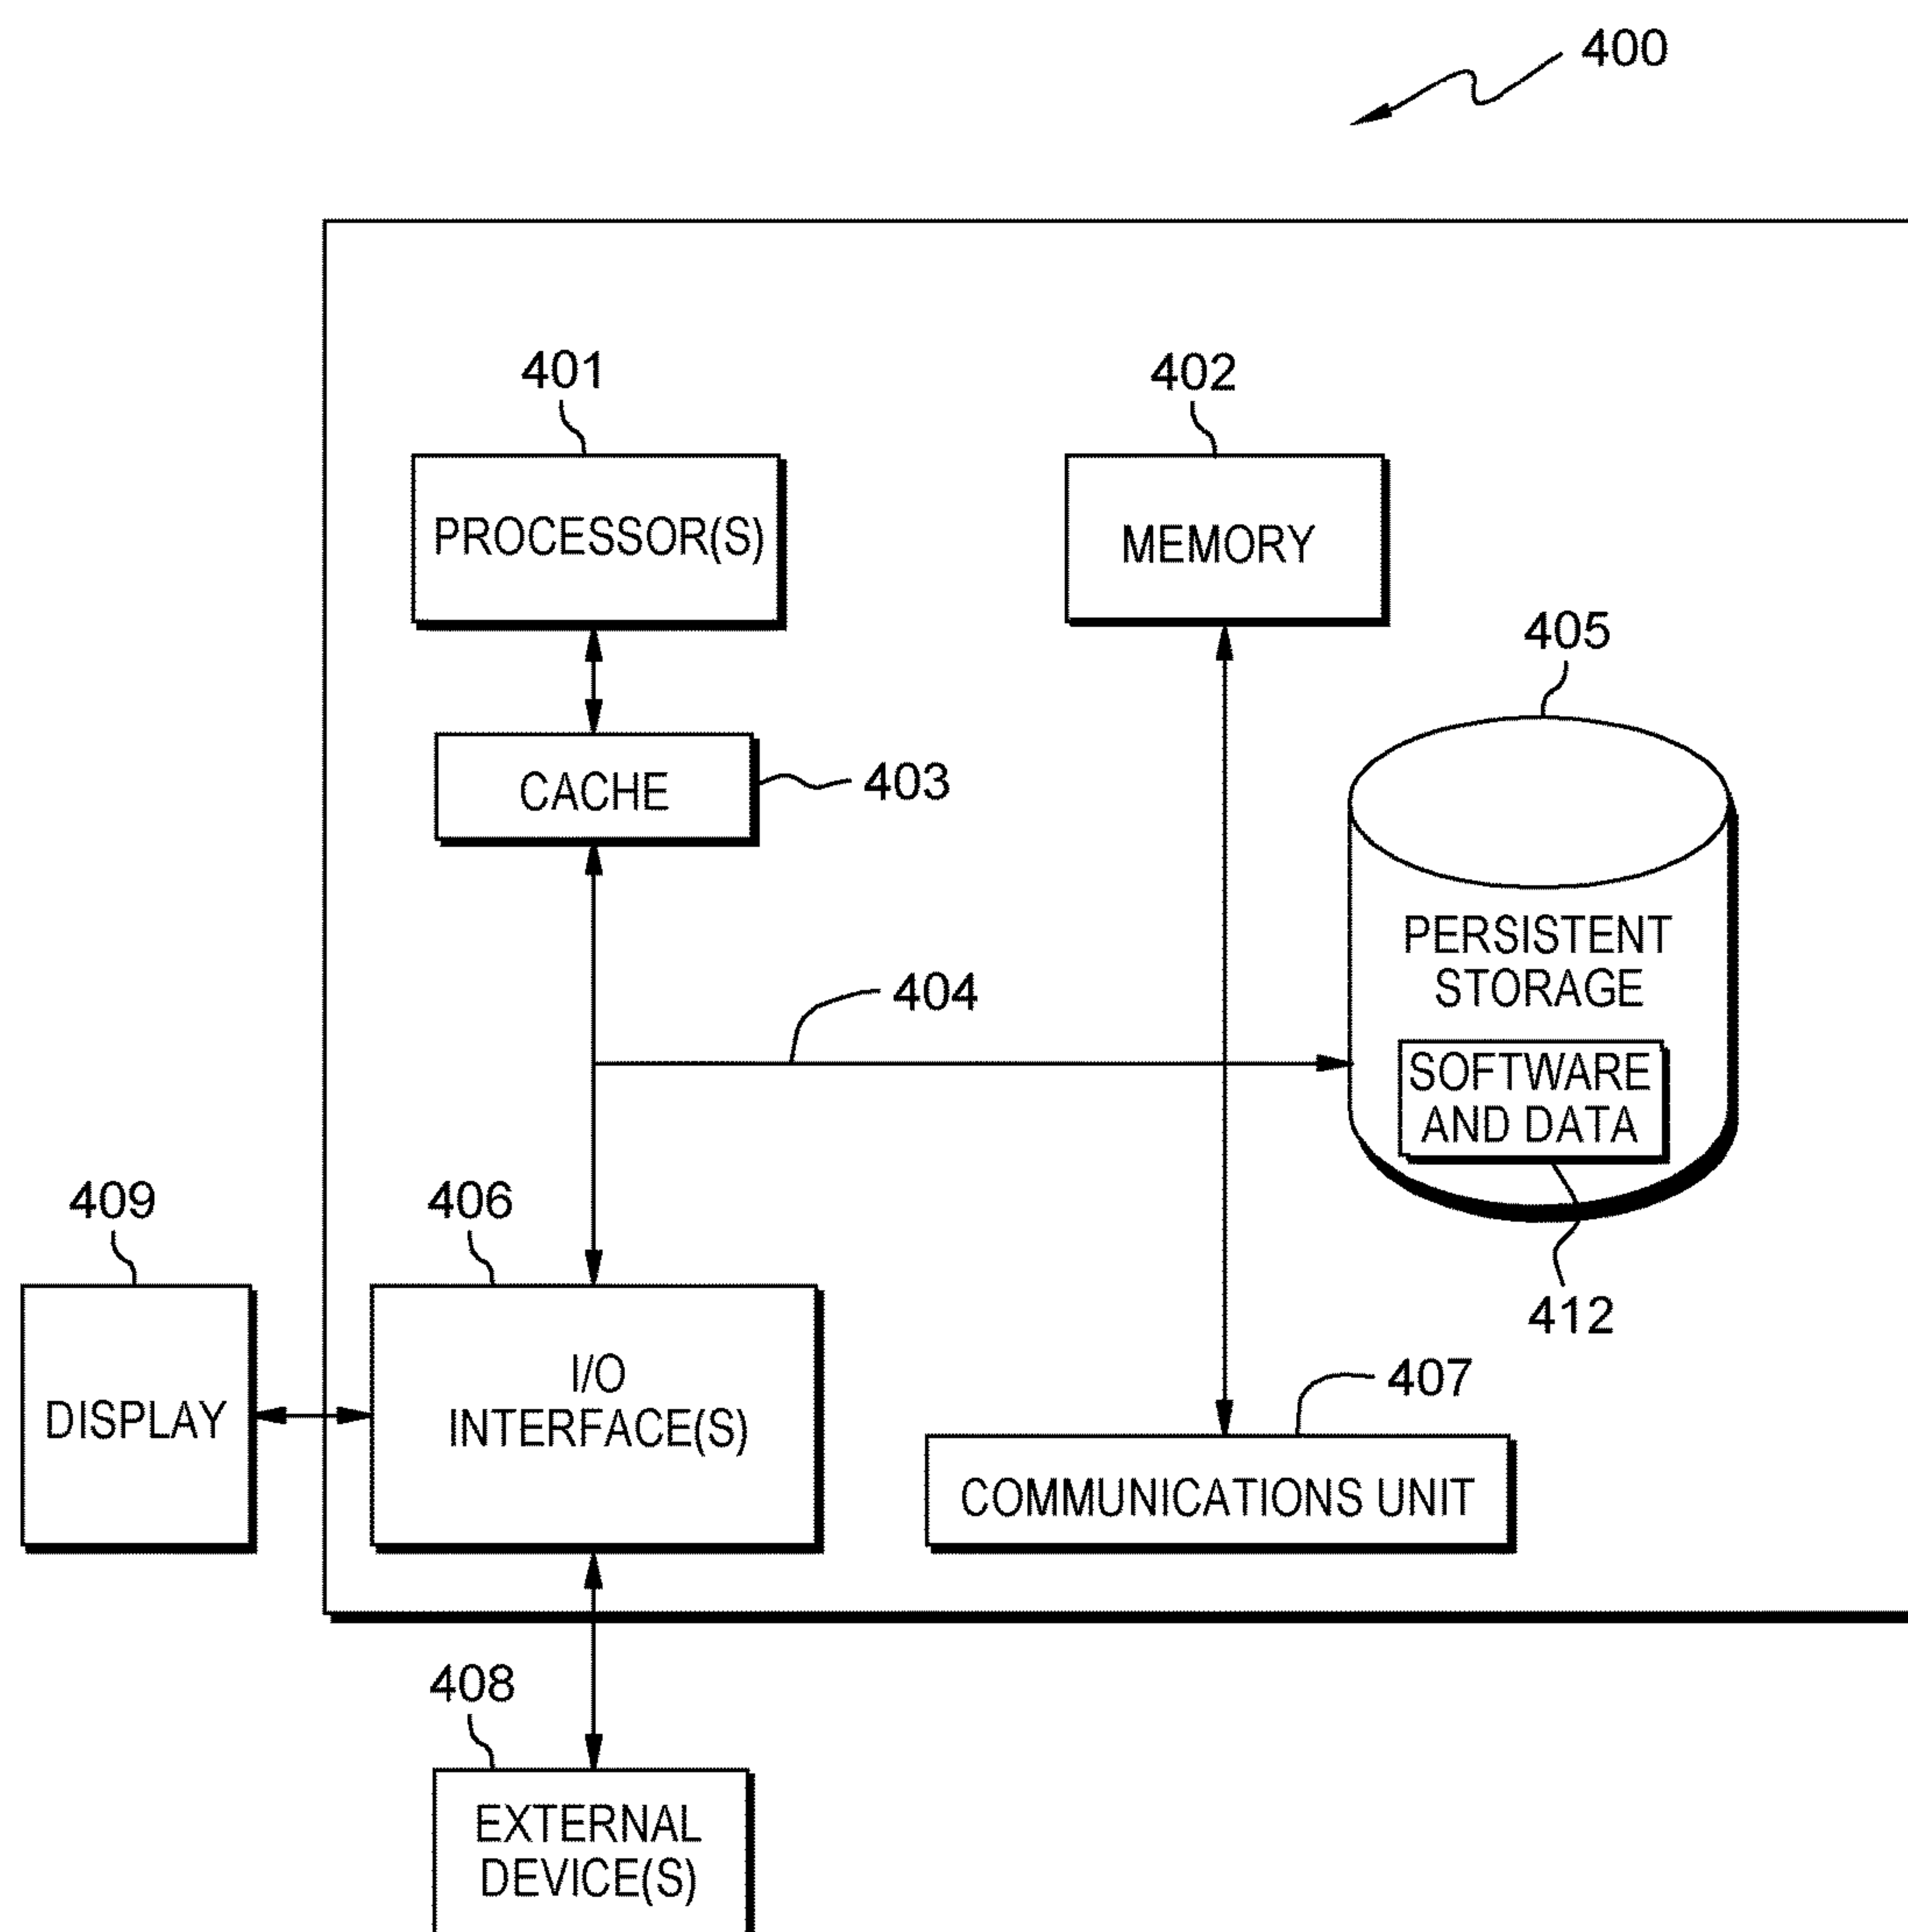 400
401
402
PROCESSOR(S)
MEMORY
405
CACHE
403
PERSISTENT
STORAGE
404
SOFTWARE
AND DATA
409
406
412
I/O
INTERFACE(S)
407
DISPLAY
COMMUNICATIONS UNIT
408
EXTERNAL
DEVICE(S)